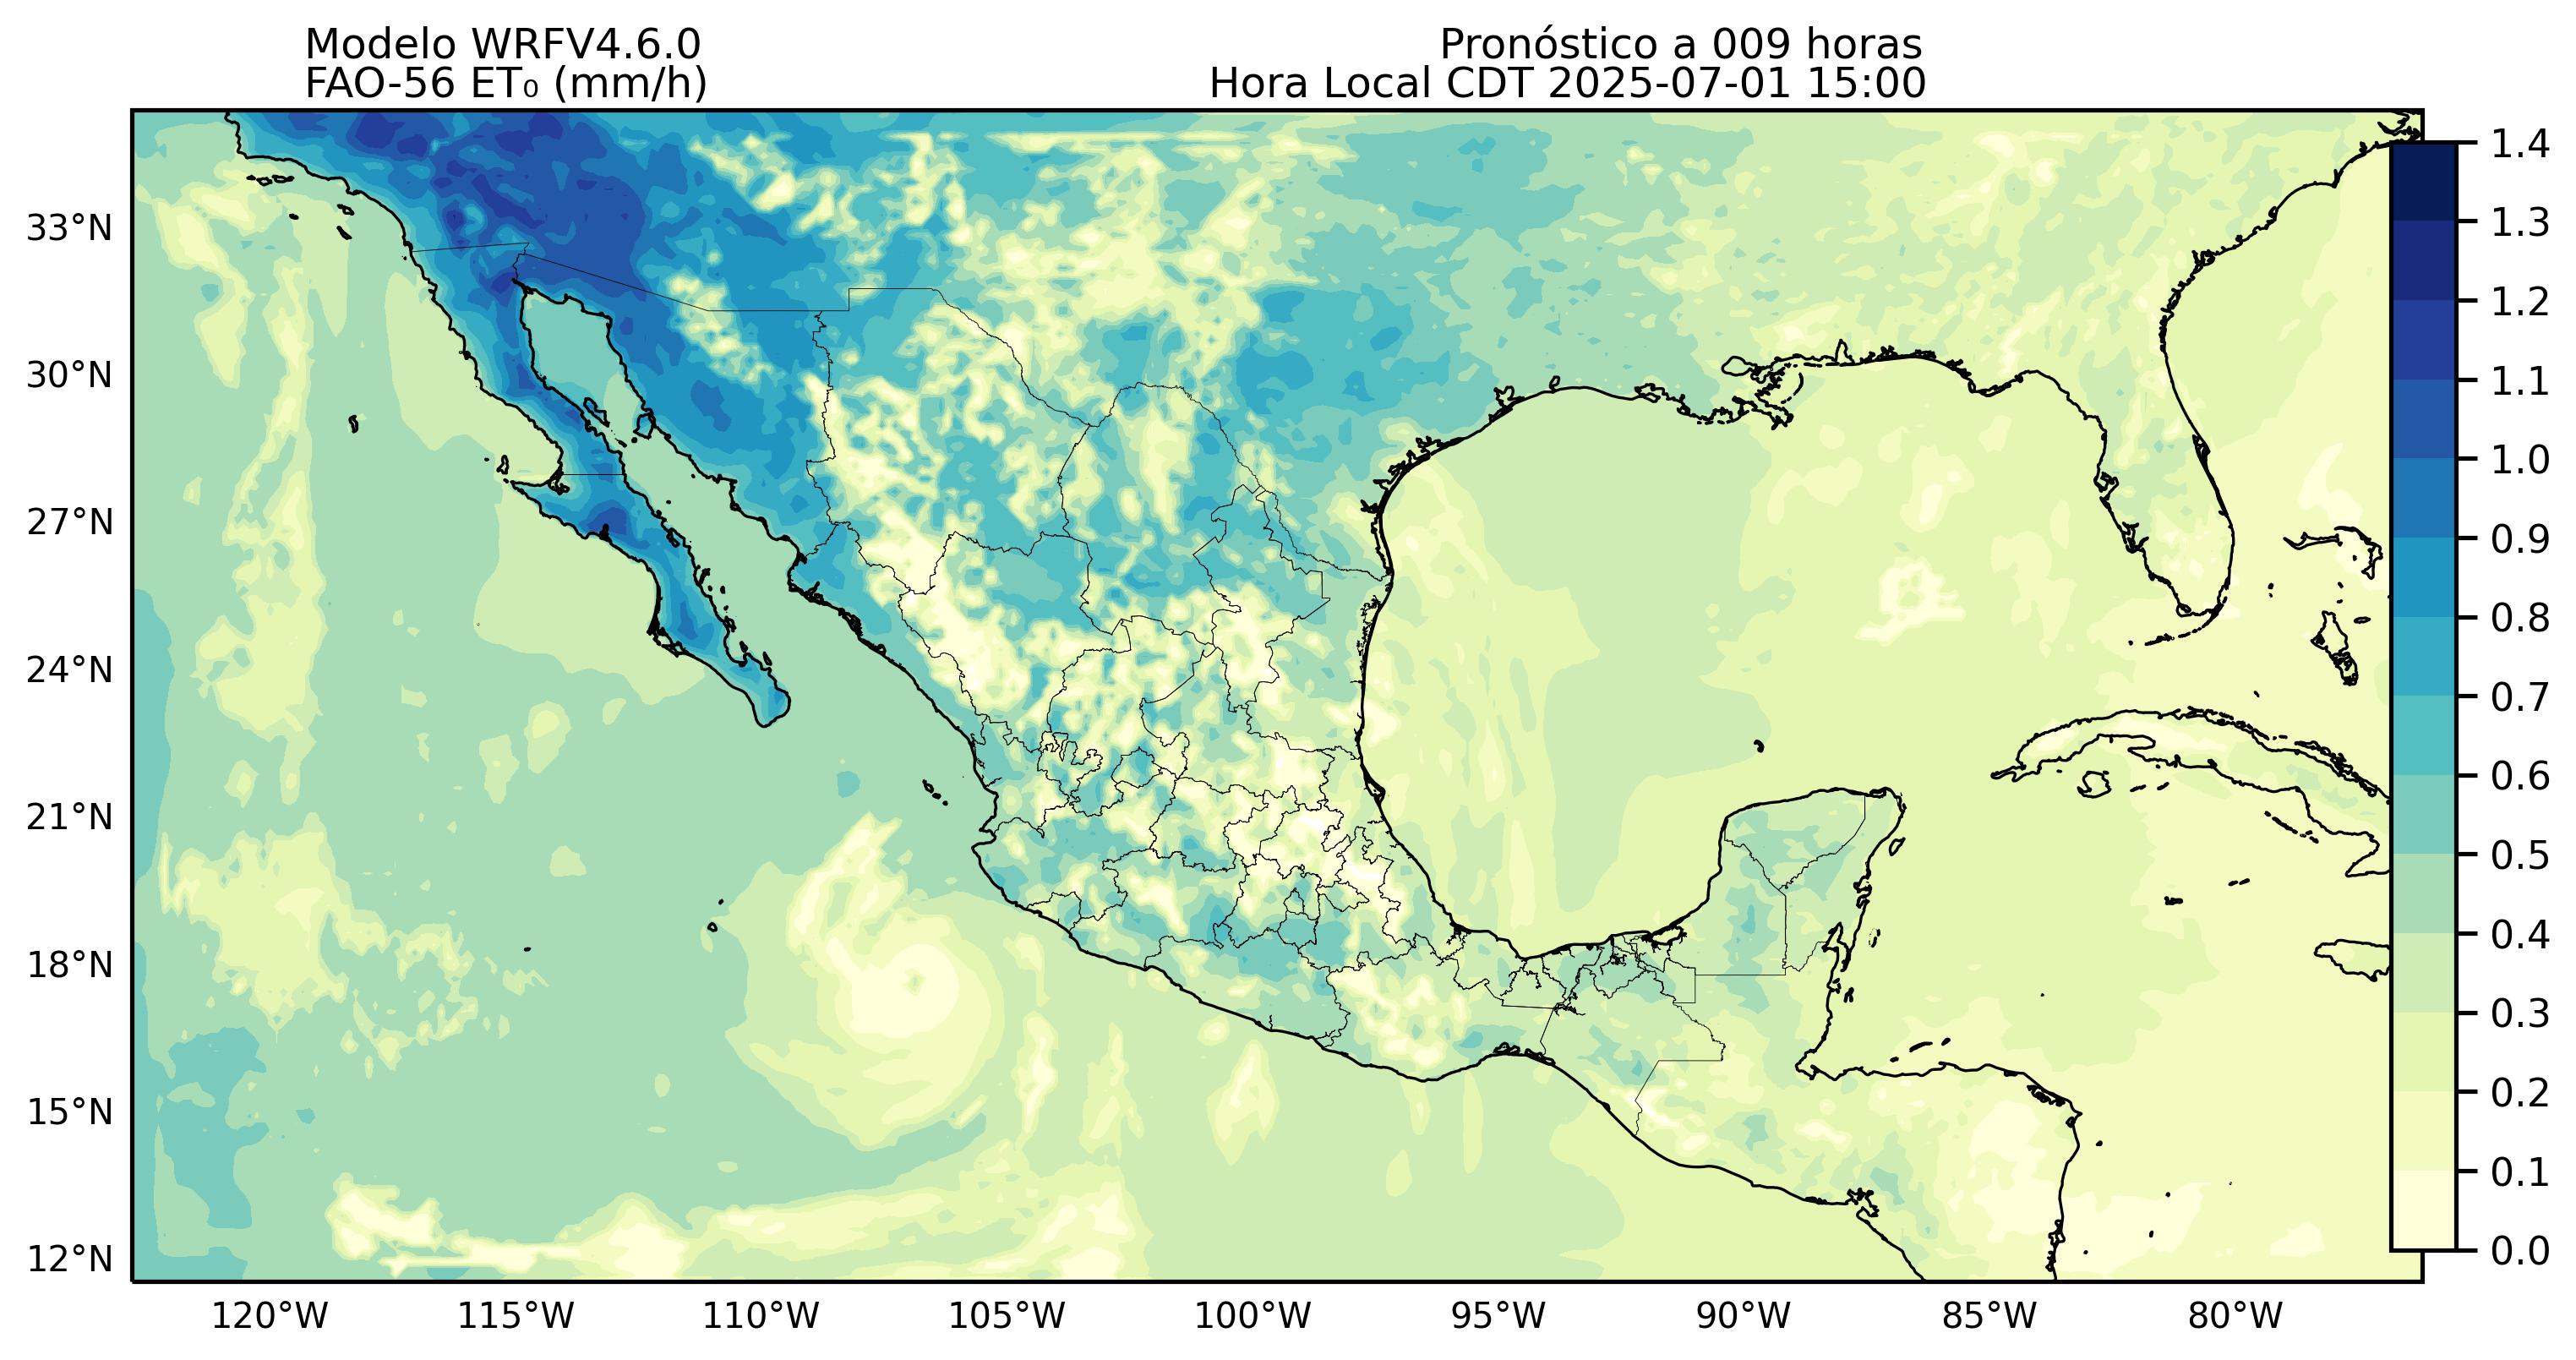 Modelo WRFV4.6.0
FAO-56 ET₀ (mm/h)
Pronóstico a 009 horas
Hora Local CDT 2025-07-01 15:00
33°N
30°N
27°N
24°N
21°N
18°N
15°N
12°N
120°W
115°W
110°W
105°W
100°W
95°W
90°W
85°W
80°W
1.4
1.3
1.2
1.1
1.0
0.9
0.8
0.7
0.6
0.5
0.4
0.3
0.2
0.1
0.0